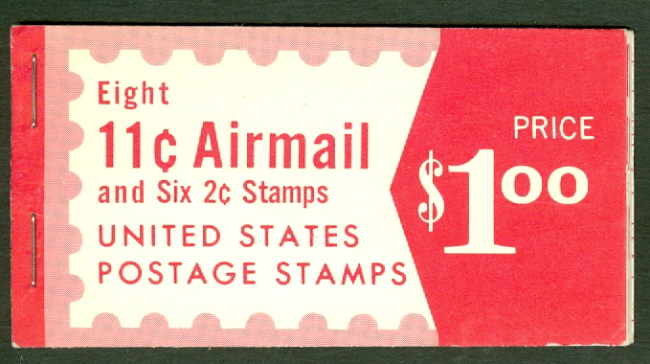 Eight
11¢ Airmail
and Six 2¢ Stamps
UNITED STATES
POSTAGE STAMPS
PRICE
$1.00